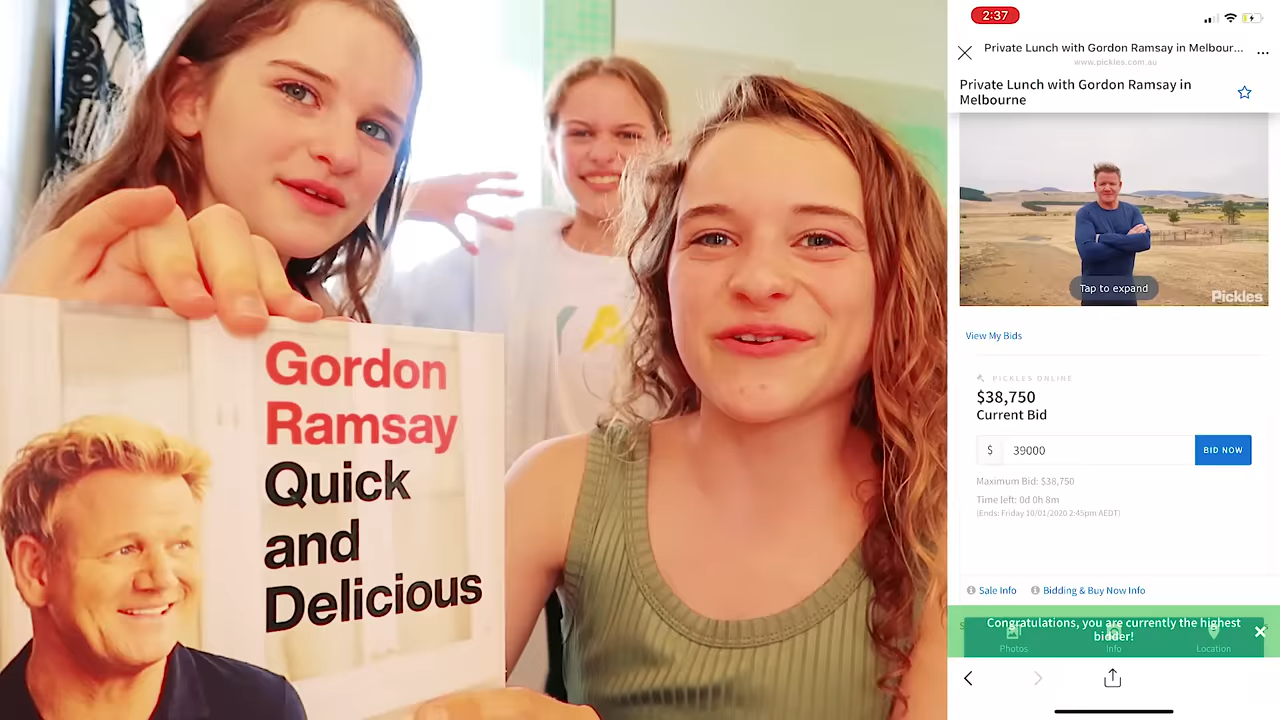 Gordon
Ramsay
Quick
and
Delicious
2:37
Private Lunch with Gordon Ramsay in Melbour...
www.pickles.com.au
Private Lunch with Gordon Ramsay in
Melbourne
Tap to expand
Pickles
View My Bids
PICKLES ONLINE
$38,750
Current Bid
$ 39000
BID NOW
Maximum Bid: $38,750
Time left: 0d 0h 8m
(Ends: Friday 10/01/2020 2:45pm AEDT)
Sale Info
Bidding & Buy Now Info
Congratulations, you are currently the highest
bidder!
Photos
Info
Location